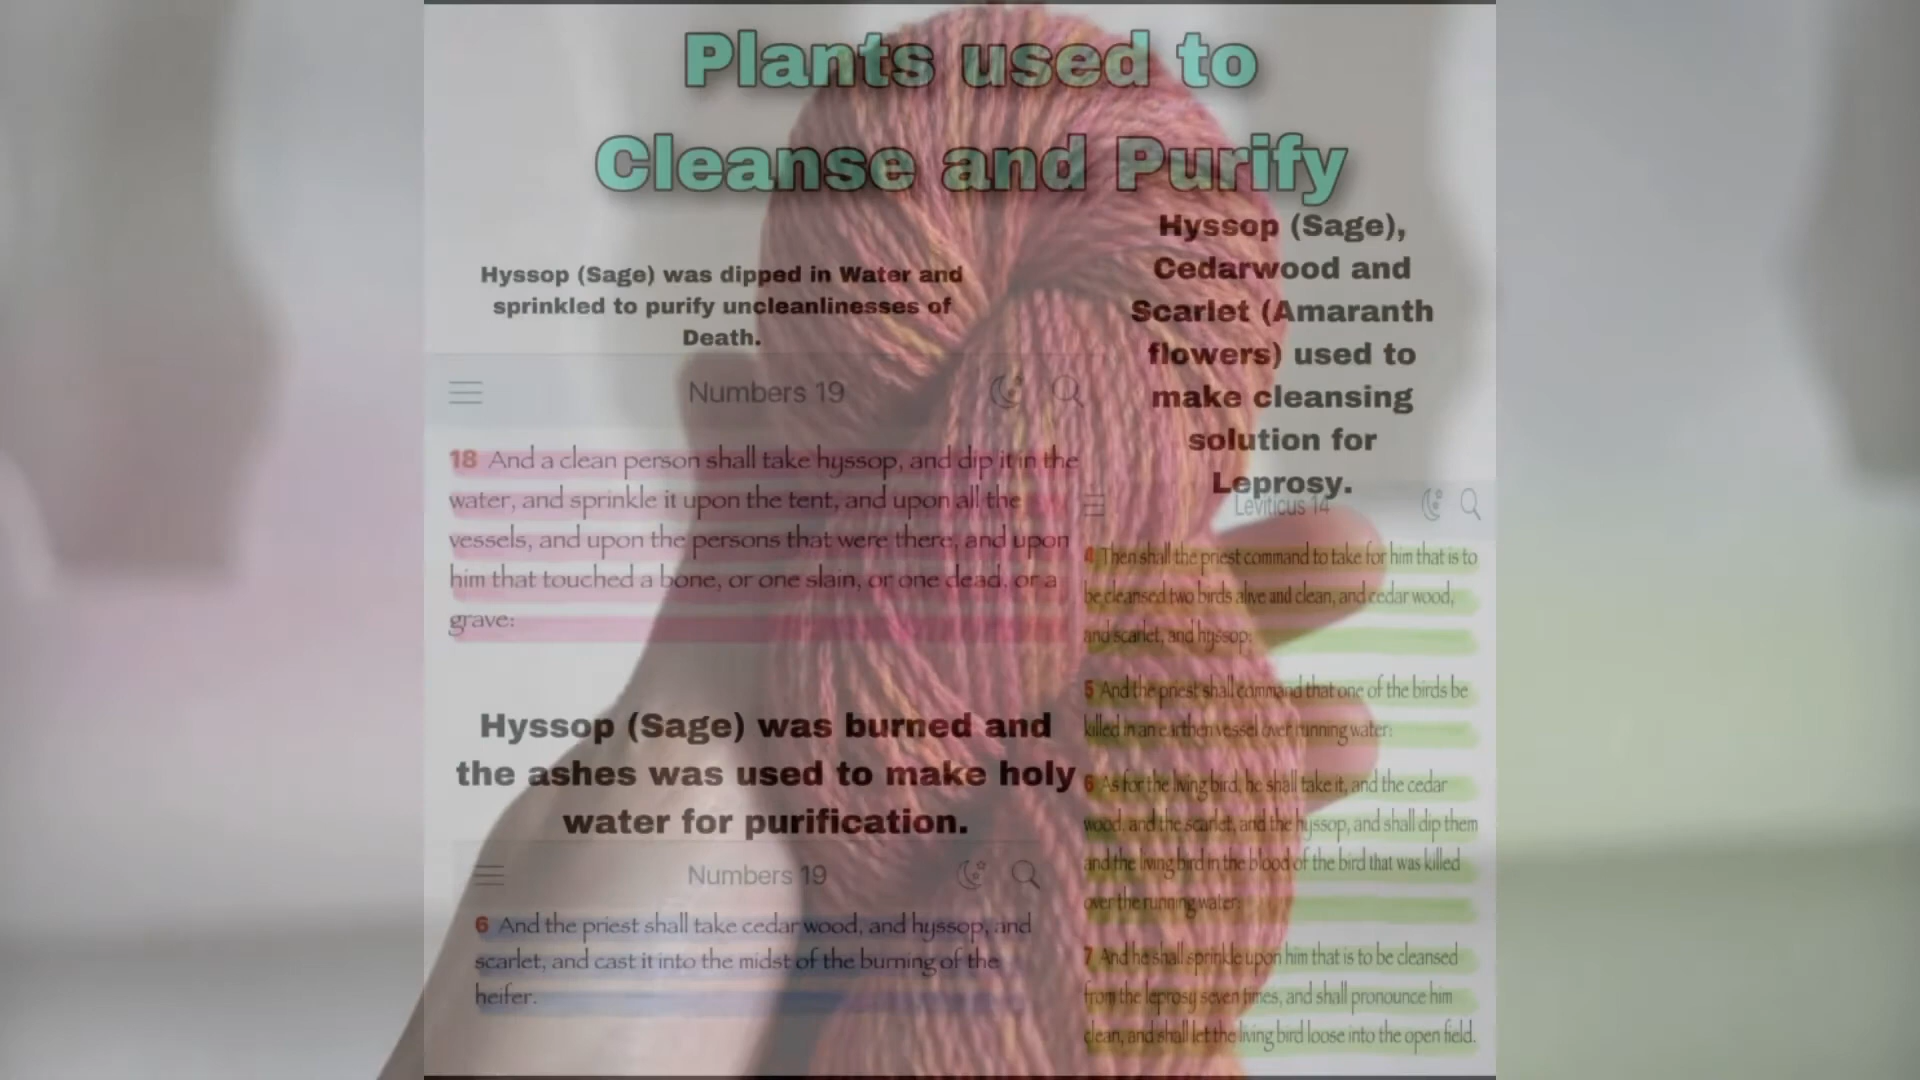 Plants used to
Cleanse and Purify
Hyssop (Sage) was dipped in Water and
sprinkled to purify uncleanlinesses of
Death.
Numbers 19
18 And a clean person shall take hyssop, and dip it in the
water, and sprinkle it upon the tent, and upon all the
vessels, and upon the persons that were there, and upon
him that touched a bone, or one slain, or one dead, or a
grave:
Hyssop (Sage) was burned and
the ashes was used to make holy
water for purification.
Numbers 19
6 And the priest shall take cedar wood, and hyssop, and
scarlet, and cast it into the midst of the burning of the
heifer.
Hyssop (Sage),
Cedarwood and
Scarlet (Amaranth
flowers) used to
make cleansing
solution for
Leprosy.
Leviticus 14
4 Then shall the priest command to take for him that is to
be cleansed two birds alive and clean, and cedar wood,
and scarlet, and hyssop:
5 And the priest shall command that one of the birds be
killed in an earthen vessel over running water:
6 As for the living bird, he shall take it, and the cedar
wood, and the scarlet, and the hyssop, and shall dip them
and the living bird in the blood of the bird that was killed
over the running water:
7 And he shall sprinkle upon him that is to be cleansed
from the leprosy seven times, and shall pronounce him
clean, and shall let the living bird loose into the open field.